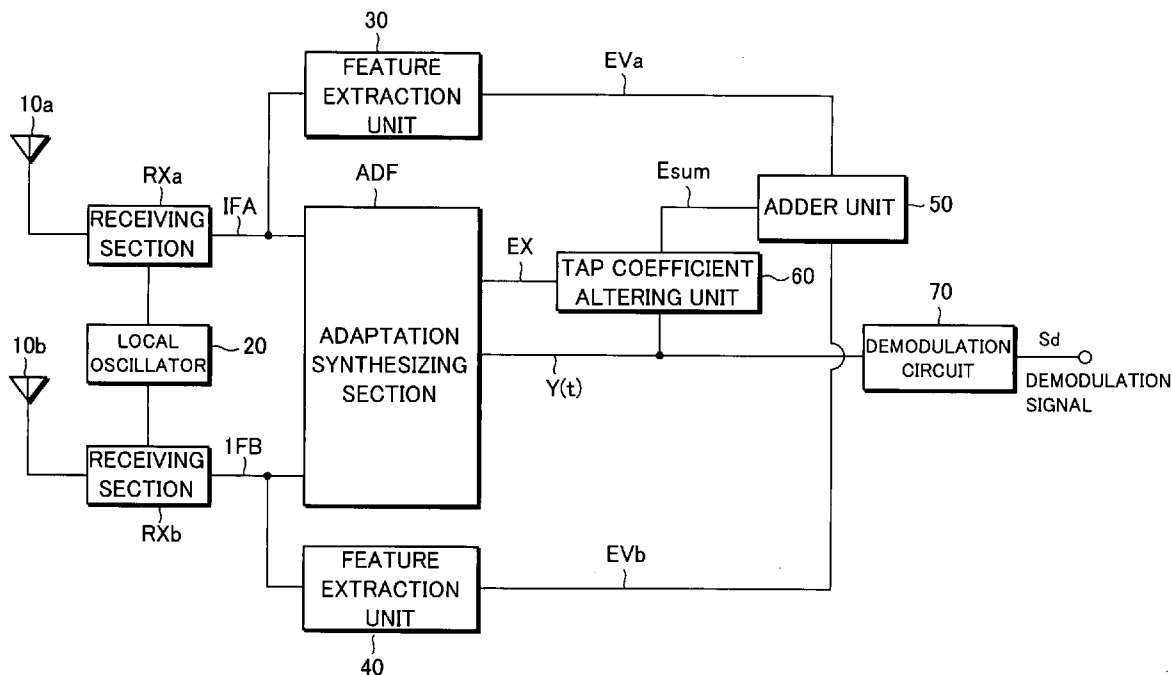 30
FEATURE
EXTRACTION
UNIT
EVa
10a
RXa
RECEIVING
SECTION
IFA
ADF
Esum
ADDER UNIT
50
EX
TAP COEFFICIENT
ALTERING UNIT
60
LOCAL
OSCILLATOR
20
ADAPTATION
SYNTHESIZING
SECTION
Y(t)
70
DEMODULATION
CIRCUIT
Sd
DEMODULATION
SIGNAL
10b
RECEIVING
SECTION
RXb
1FB
FEATURE
EXTRACTION
UNIT
40
EVb